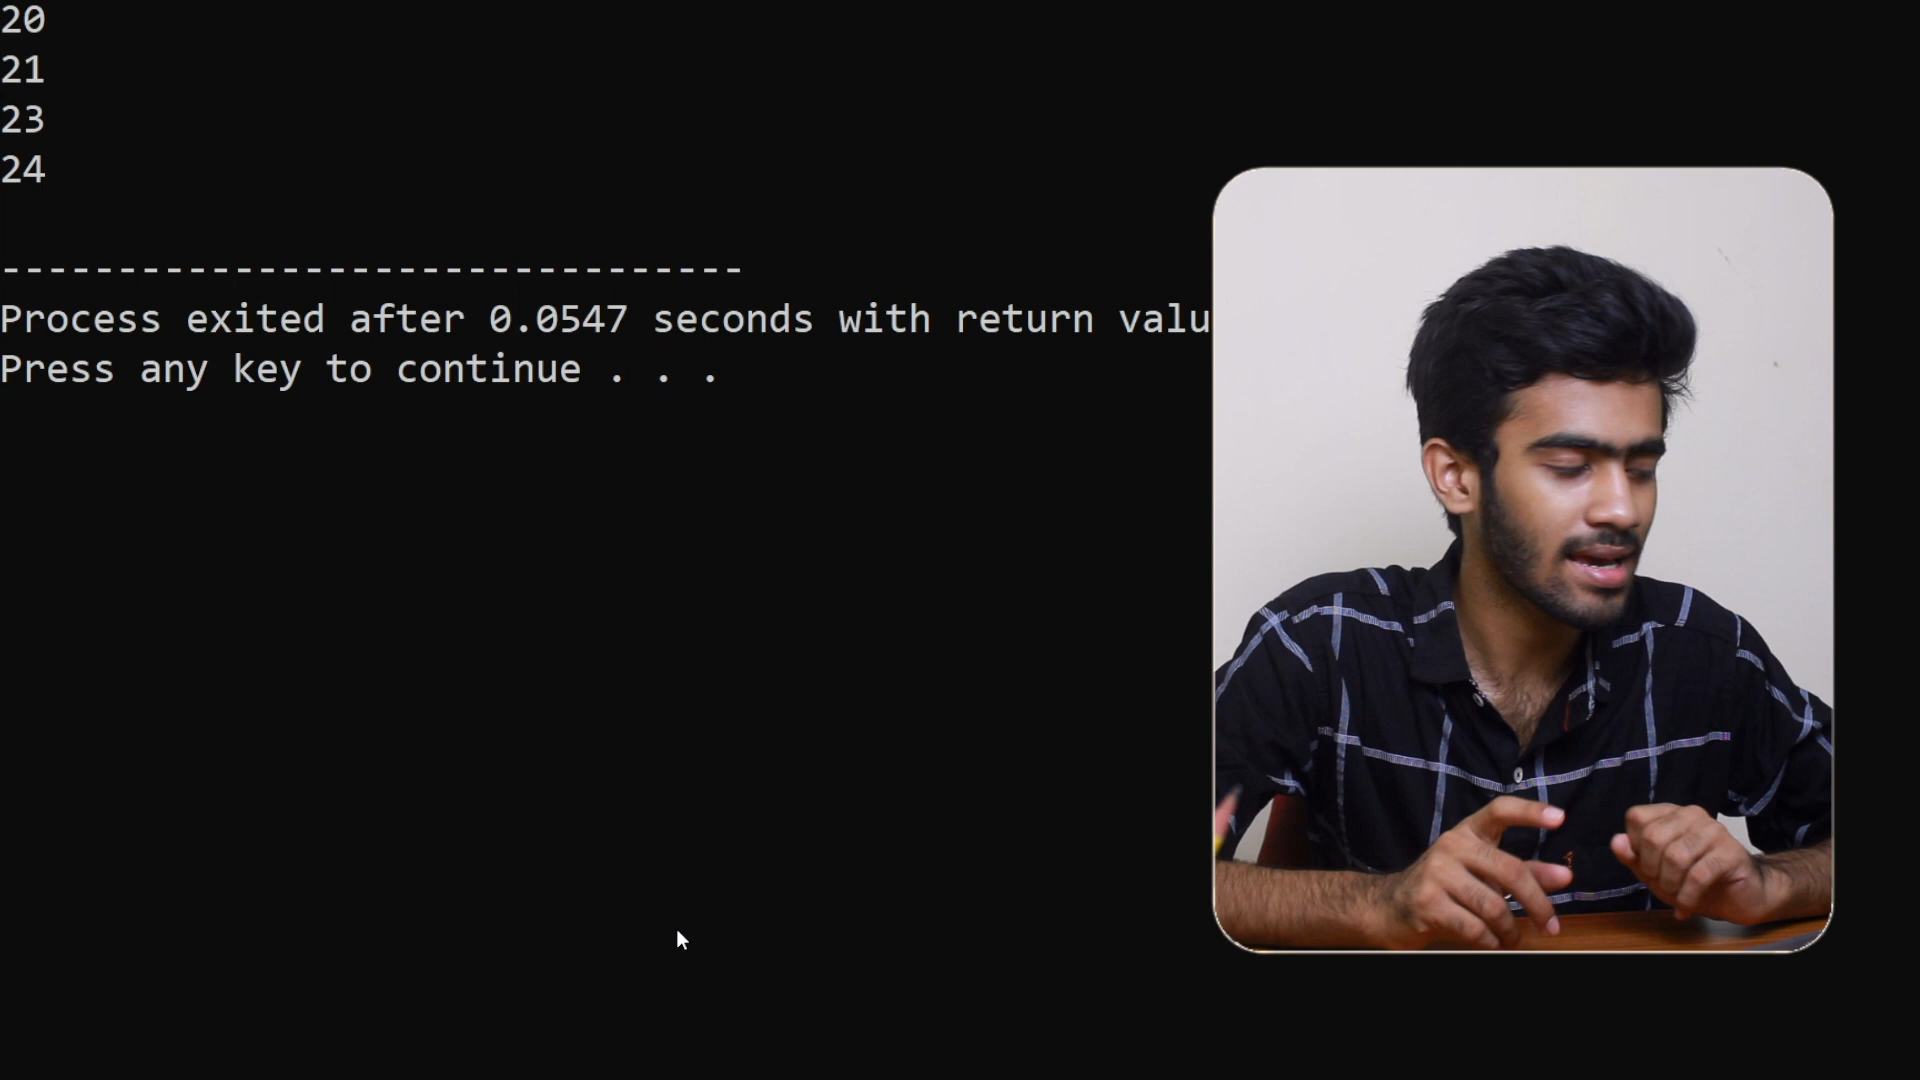 20
21
23
24
---------------------------------
Process exited after 0.0547 seconds with return valu
Press any key to continue . . .